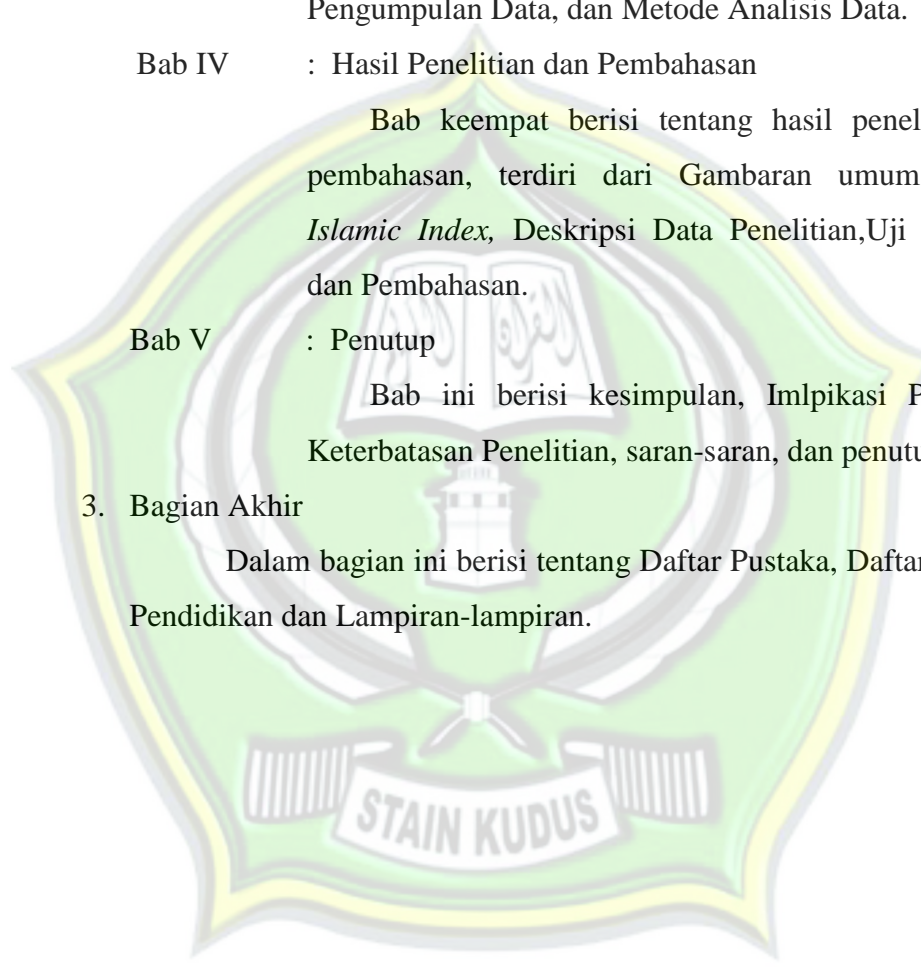 Pengumpulan Data, dan Metode Analisis Data.
Bab IV : Hasil Penelitian dan Pembahasan
Bab keempat berisi tentang hasil penel
pembahasan, terdiri dari Gambaran umum
Islamic Index, Deskripsi Data Penelitian,Uji
dan Pembahasan.
Bab V : Penutup
Bab ini berisi kesimpulan, Imlpikasi P
Keterbatasan Penelitian, saran-saran, dan penutu
3. Bagian Akhir
Dalam bagian ini berisi tentang Daftar Pustaka, Daftar
Pendidikan dan Lampiran-lampiran.
STAIN KUDUS